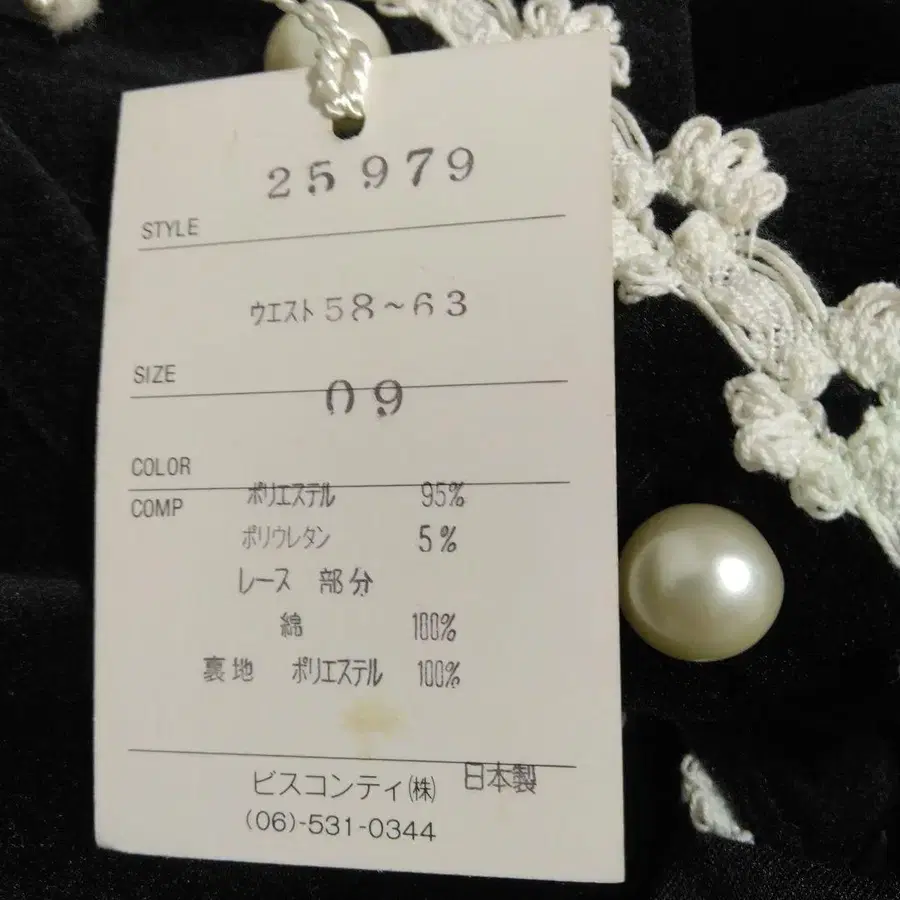 25979
STYLE
ウエスト 58~63
SIZE
09
COLOR
COMP ポリエステル 95%
ポリウレタン 5%
レース 部分
綿 100%
裏地 ポリエステル 100%
ビスコンティ(株) 日本製
(06)-531-0344